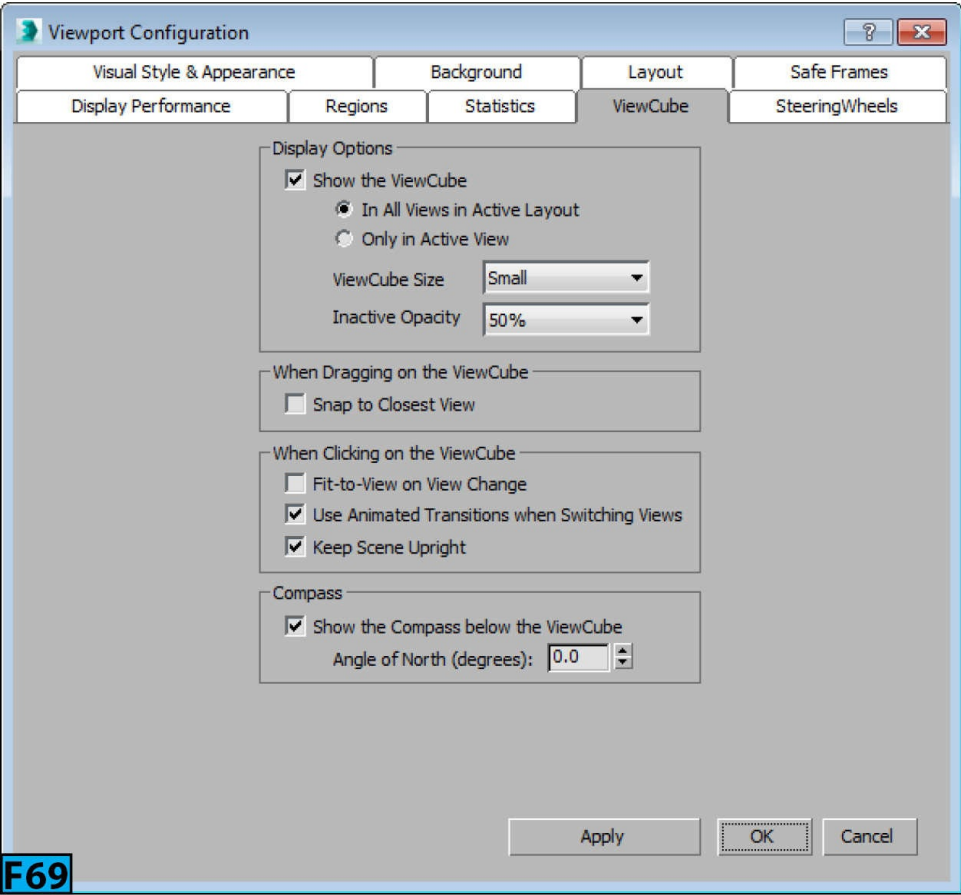 Viewport Configuration
Visual Style & Appearance Background Layout Safe Frames
Display Performance Regions Statistics ViewCube SteeringWheels
Display Options
Show the ViewCube
In All Views in Active Layout
Only in Active View
ViewCube Size Small
Inactive Opacity 50%
When Dragging on the ViewCube
Snap to Closest View
When Clicking on the ViewCube
Fit-to-View on View Change
Use Animated Transitions when Switching Views
Keep Scene Upright
Compass
Show the Compass below the ViewCube
Angle of North (degrees): 0.0
Apply OK Cancel
F69